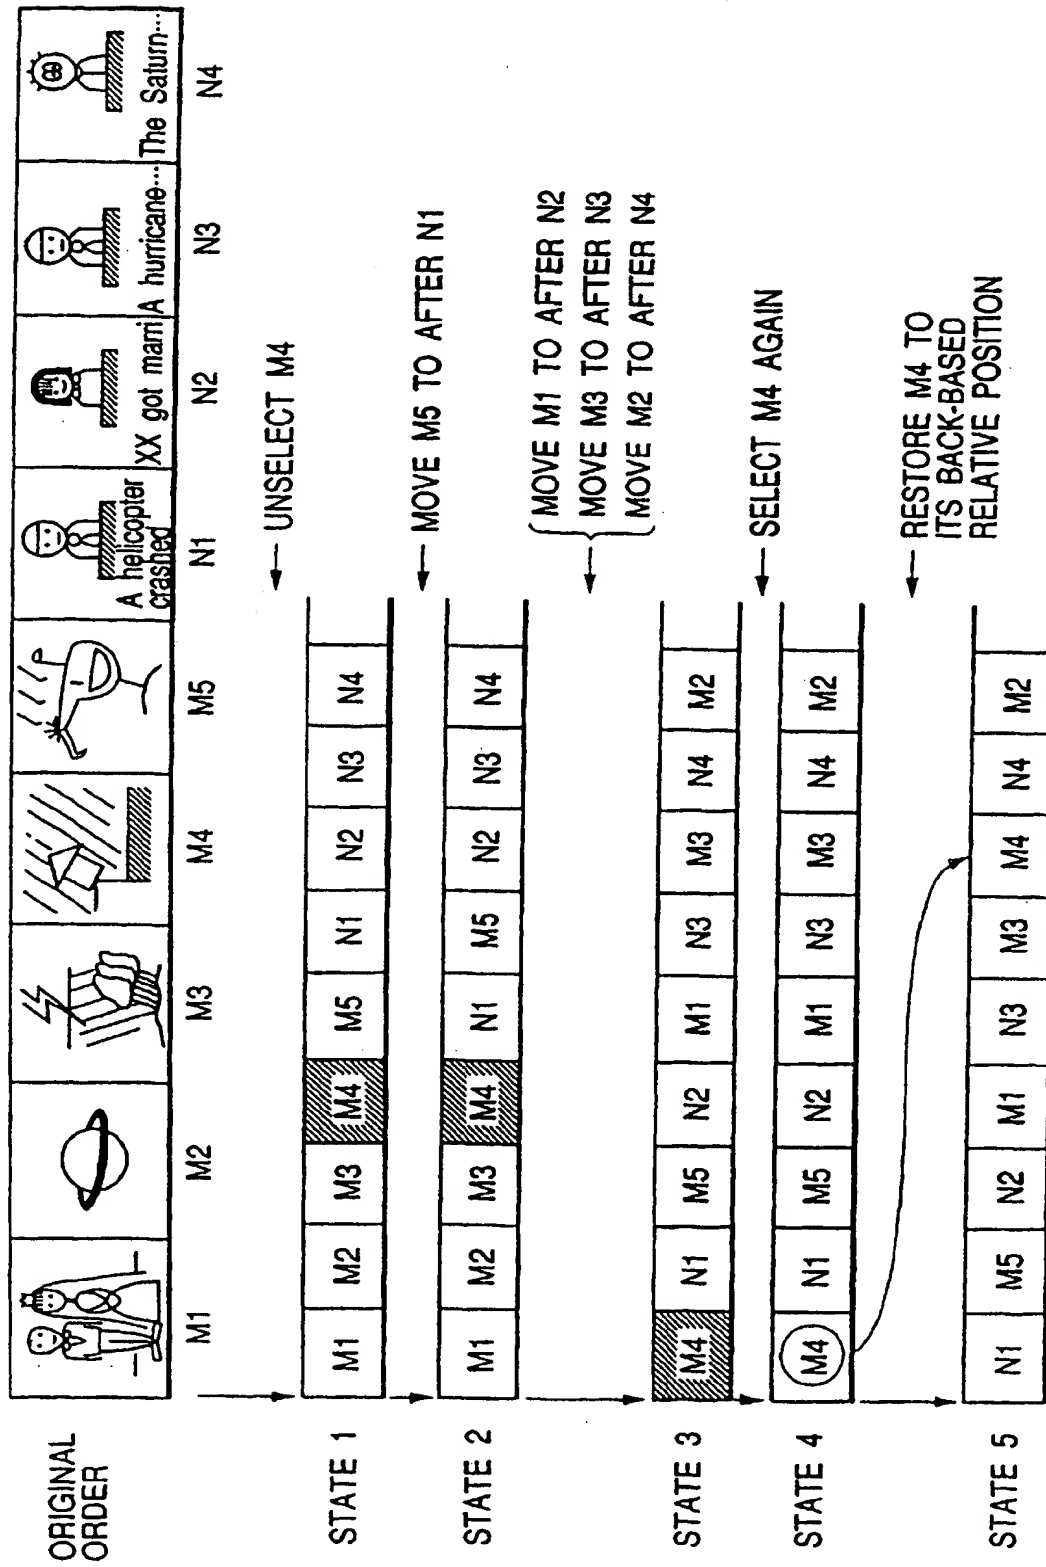 ORIGINAL
ORDER
A helicopter
crashed
XX got marri
A hurricane····
The Saturn···
M1 M2 M3 M4 M5 N1 N2 N3 N4
UNSELECT M4
STATE 1 M1 M2 M3 M4 M5 N1 N2 N3 N4
MOVE M5 TO AFTER N1
STATE 2 M1 M2 M3 M4 N1 M5 N2 N3 N4
MOVE M1 TO AFTER N2
MOVE M3 TO AFTER N3
MOVE M2 TO AFTER N4
STATE 3 M4 N1 M5 N2 M1 N3 M3 N4 M2
SELECT M4 AGAIN
STATE 4 M4 N1 M5 N2 M1 N3 M3 N4 M2
RESTORE M4 TO
ITS BACK-BASED
RELATIVE POSITION
STATE 5 N1 M5 N2 M1 N3 M3 M4 N4 M2